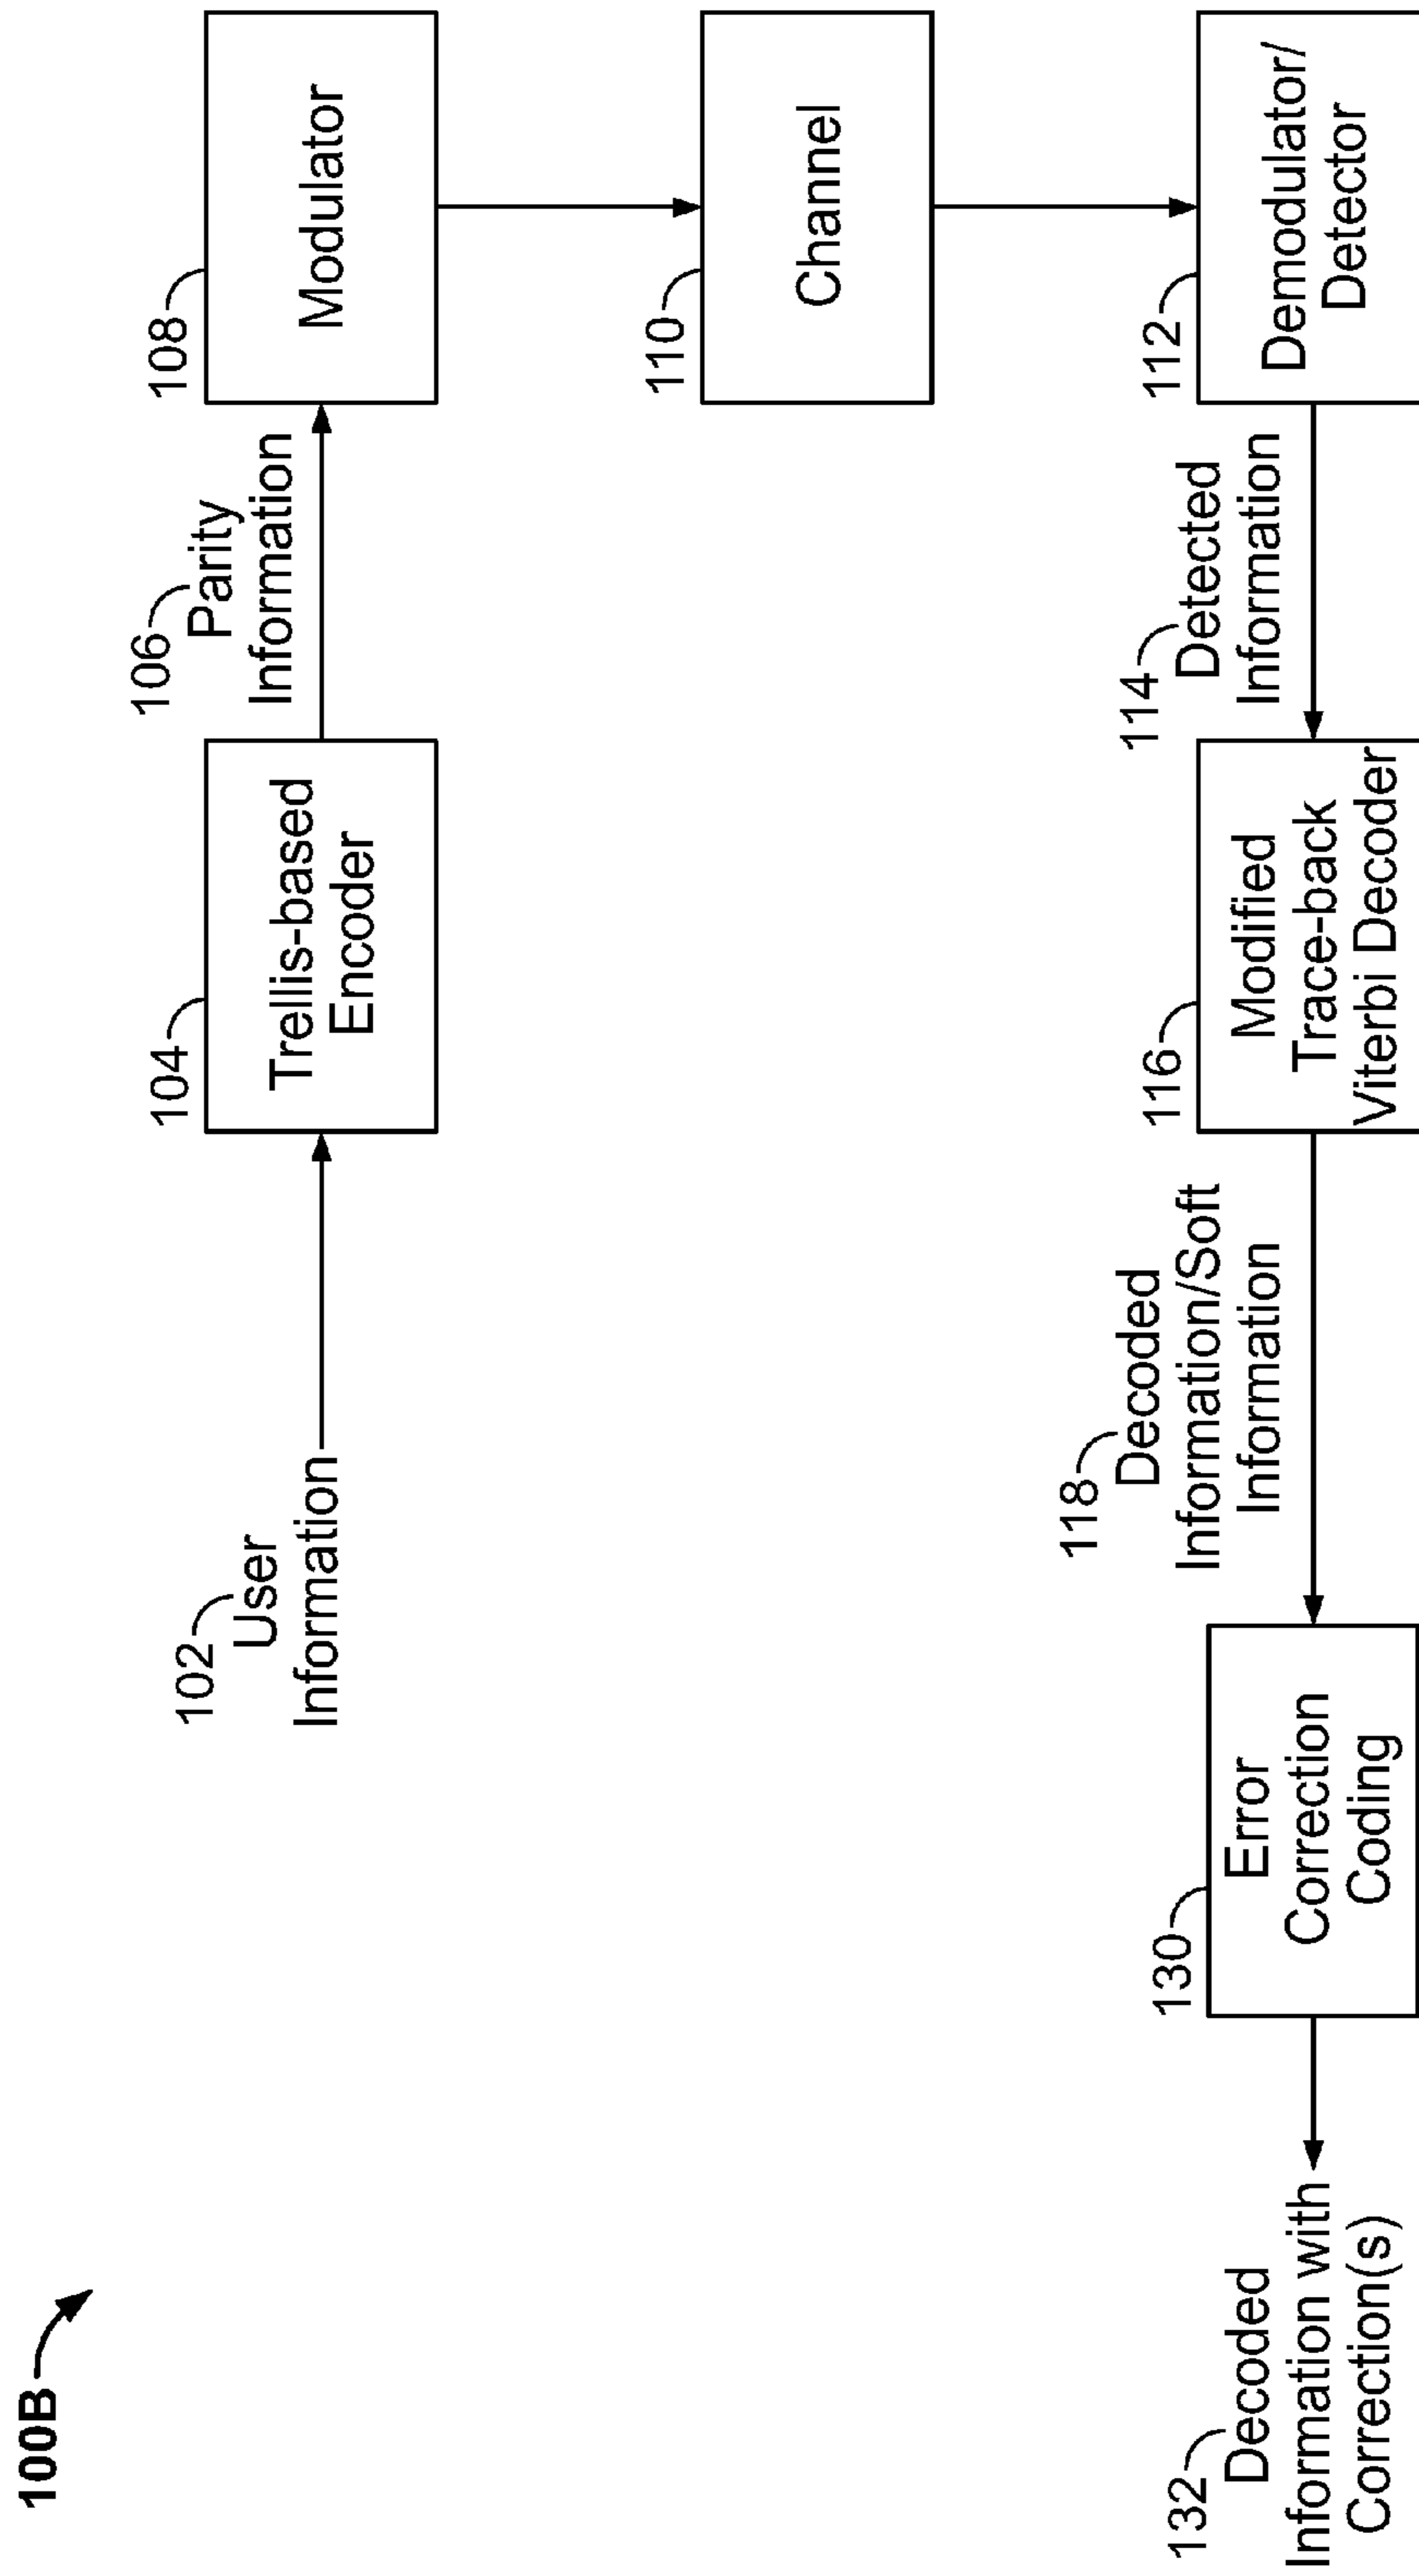 100B
102
User
Information
104
Trellis-based
Encoder
106
Parity
Information
108
Modulator
110
Channel
112
Demodulator/
Detector
114
Detected
Information
116
Modified
Trace-back
Viterbi Decoder
118
Decoded
Information/Soft
Information
130
Error
Correction
Coding
132
Decoded
Information with
Correction(s)